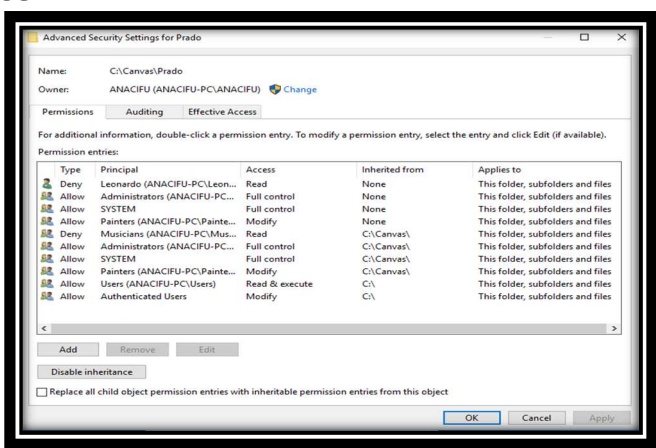 Advanced Security Settings for Prado
Name: C:\Canvas\Prado
Owner: ANACIFU (ANACIFU-PC\ANACIFU) Change
Permissions Auditing Effective Access
For additional information, double-click a permission entry. To modify a permission entry, select the entry and click Edit (if available).
Permission entries:
Type Principal Access Inherited from Applies to
Deny Leonardo (ANACIFU-PC\Leon... Read None This folder, subfolders and files
Allow Administrators (ANACIFU-PC... Full control None This folder, subfolders and files
Allow SYSTEM Full control None This folder, subfolders and files
Allow Painters (ANACIFU-PC\Painte... Modify None This folder, subfolders and files
Deny Musicians (ANACIFU-PC\Mus... Read C:\Canvas\ This folder, subfolders and files
Allow Administrators (ANACIFU-PC... Full control C:\Canvas\ This folder, subfolders and files
Allow SYSTEM Full control C:\Canvas\ This folder, subfolders and files
Allow Painters (ANACIFU-PC\Painte... Modify C:\Canvas\ This folder, subfolders and files
Allow Users (ANACIFU-PC\Users) Read & execute C:\ This folder, subfolders and files
Allow Authenticated Users Modify C:\ This folder, subfolders and files
Add Remove Edit
Disable inheritance
Replace all child object permission entries with inheritable permission entries from this object
OK Cancel Apply